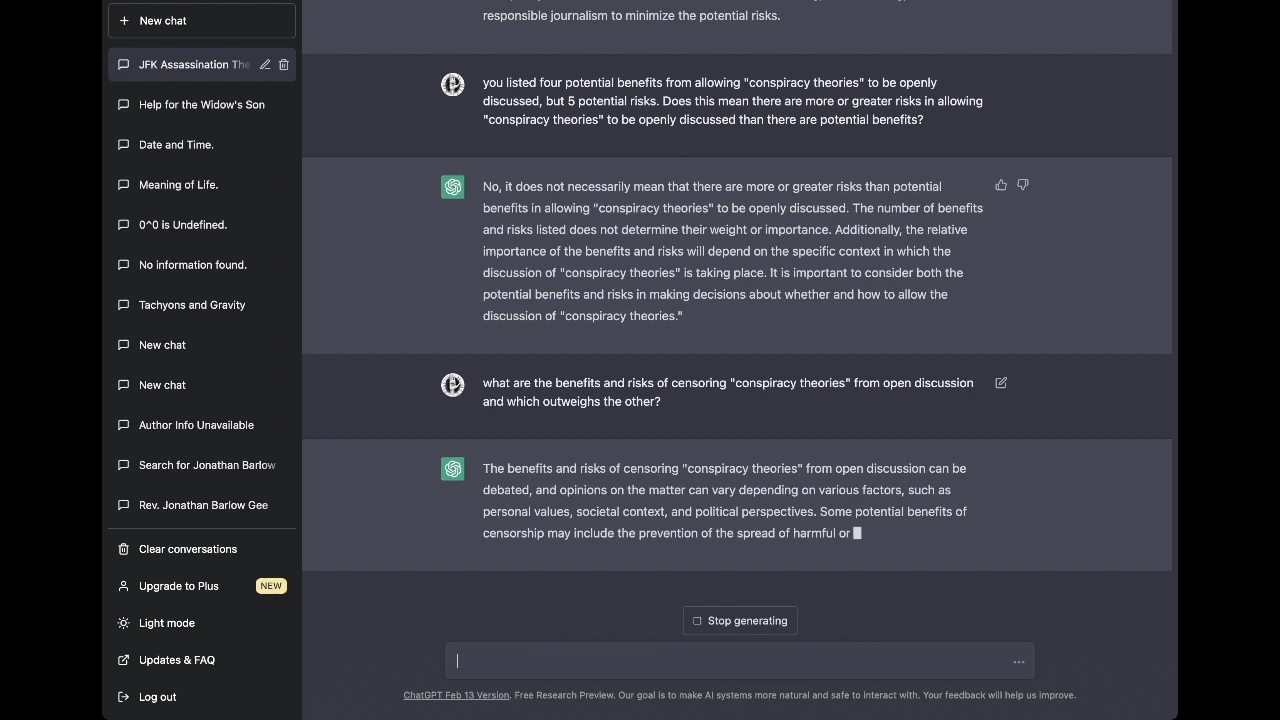 New chat
JFK Assassination The
Help for the Widow's Son
Date and Time.
Meaning of Life.
0^0 is Undefined.
No information found.
Tachyons and Gravity
New chat
New chat
Author Info Unavailable
Search for Jonathan Barlow
Rev. Jonathan Barlow Gee
Clear conversations
Upgrade to Plus NEW
Light mode
Updates & FAQ
Log out
responsible journalism to minimize the potential risks.
you listed four potential benefits from allowing "conspiracy theories" to be openly
discussed, but 5 potential risks. Does this mean there are more or greater risks in allowing
"conspiracy theories" to be openly discussed than there are potential benefits?
No, it does not necessarily mean that there are more or greater risks than potential
benefits in allowing "conspiracy theories" to be openly discussed. The number of benefits
and risks listed does not determine their weight or importance. Additionally, the relative
importance of the benefits and risks will depend on the specific context in which the
discussion of "conspiracy theories" is taking place. It is important to consider both the
potential benefits and risks in making decisions about whether and how to allow the
discussion of "conspiracy theories."
what are the benefits and risks of censoring "conspiracy theories" from open discussion
and which outweighs the other?
The benefits and risks of censoring "conspiracy theories" from open discussion can be
debated, and opinions on the matter can vary depending on various factors, such as
personal values, societal context, and political perspectives. Some potential benefits of
censorship may include the prevention of the spread of harmful or
Stop generating
ChatGPT Feb 13 Version. Free Research Preview. Our goal is to make AI systems more natural and safe to interact with. Your feedback will help us improve.